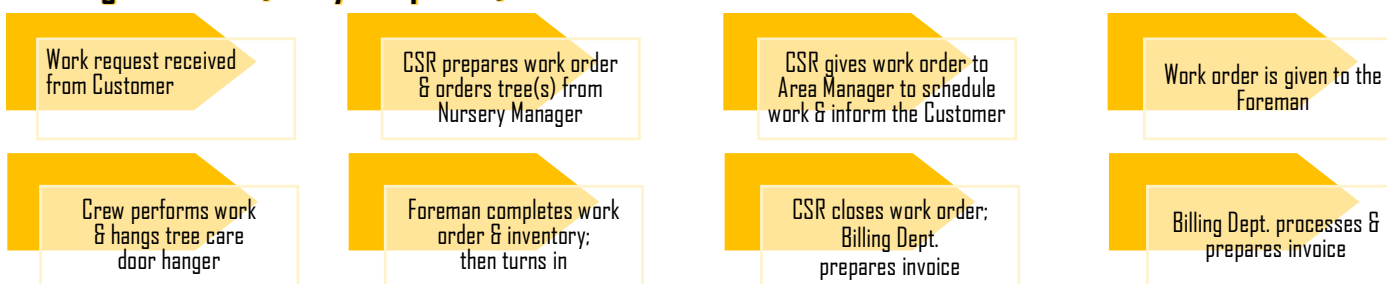 Work request received
from Customer
CSR prepares work order
& orders tree(s) from
Nursery Manager
CSR gives work order to
Area Manager to schedule
work & inform the Customer
Work order is given to the
Foreman
Crew performs work
& hangs tree care
door hanger
Foreman completes work
order & inventory;
then turns in
CSR closes work order;
Billing Dept.
prepares invoice
Billing Dept. processes &
prepares invoice